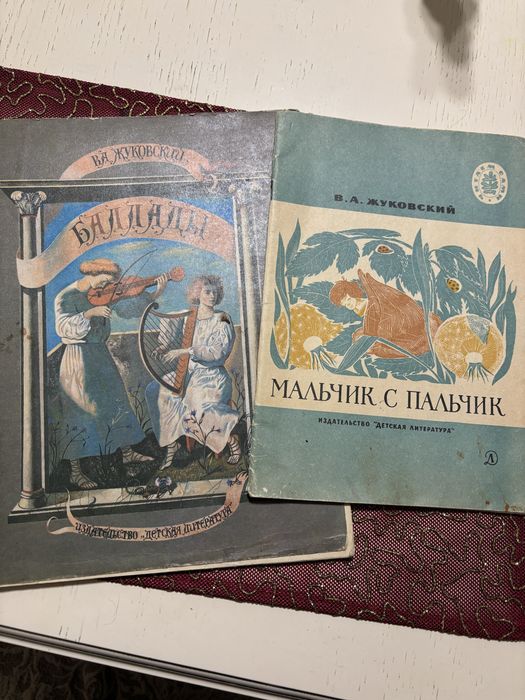 В.А. ЖУКОВСКИЙ
БАЛЛАДЫ
ИЗДАТЕЛЬСТВО „ДЕТСКАЯ ЛИТЕРАТУРА"
В. А. ЖУКОВСКИЙ
МАЛЬЧИК С ПАЛЬЧИК
ИЗДАТЕЛЬСТВО "ДЕТСКАЯ ЛИТЕРАТУРА"